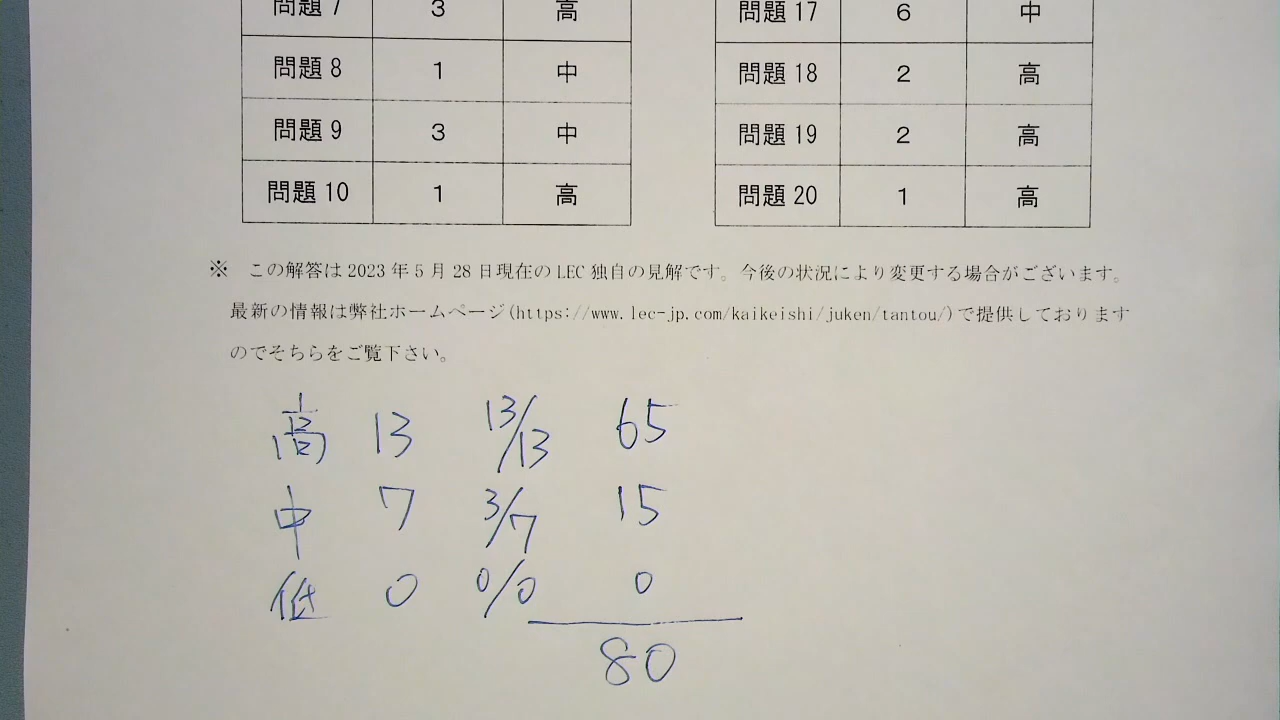 問題7 3 高 問題17 6 中
問題8 1 中 問題18 2 高
問題9 3 中 問題19 2 高
問題10 1 高 問題20 1 高
※ この解答は2023年5月28日現在のLEC独自の見解です。今後の状況により変更する場合がございます。
最新の情報は弊社ホームページ(https://www.lec-jp.com/kaikeishi/juken/tantou/)で提供しております
のでそちらをご覧下さい。
高 13 13/13 65
中 7 3/7 15
低 0 0/0 0
80